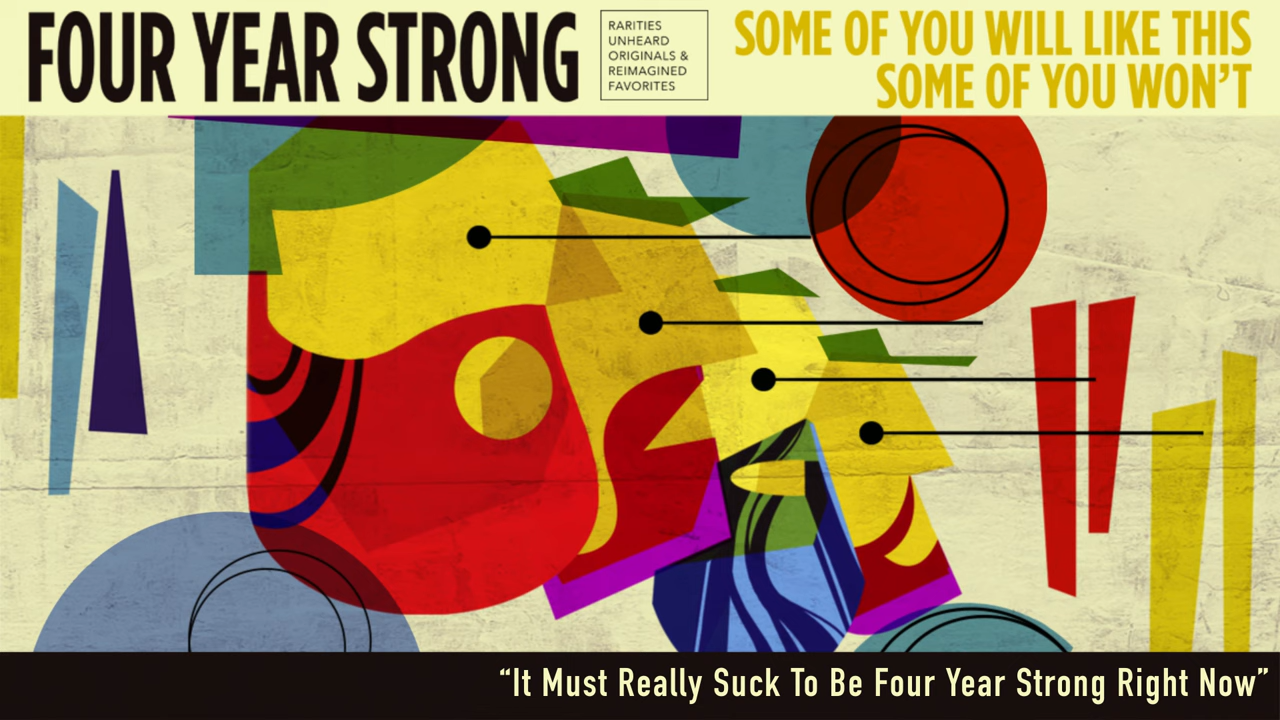 FOUR YEAR STRONG
RARITIES
UNHEARD
ORIGINALS &
REIMAGINED
FAVORITES
SOME OF YOU WILL LIKE THIS
SOME OF YOU WON’T
“It Must Really Suck To Be Four Year Strong Right Now”